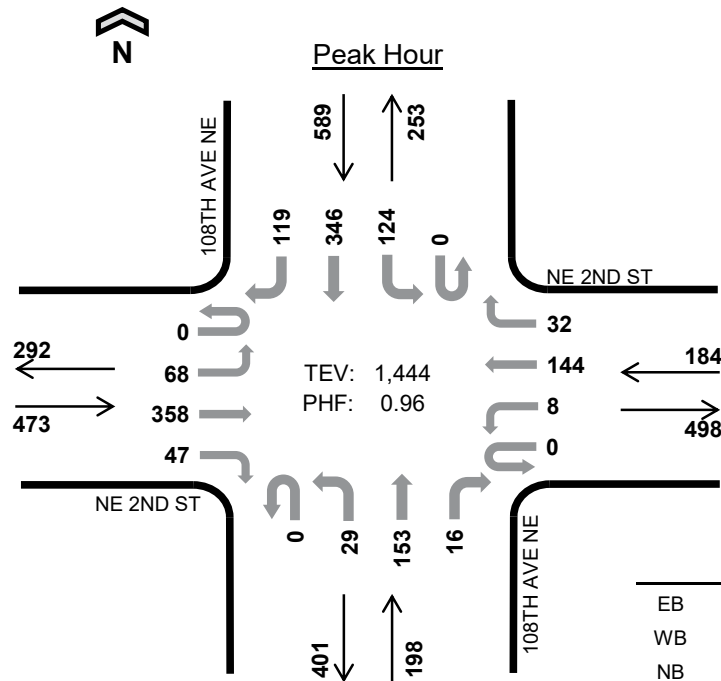 N
Peak Hour
108TH AVE NE
589
253
119
346
124
0
NE 2ND ST
0
32
292
68
TEV: 1,444
144
184
473
358
PHF: 0.96
8
498
47
0
NE 2ND ST
0
29
153
16
108TH AVE NE
401
198
EB
WB
NB